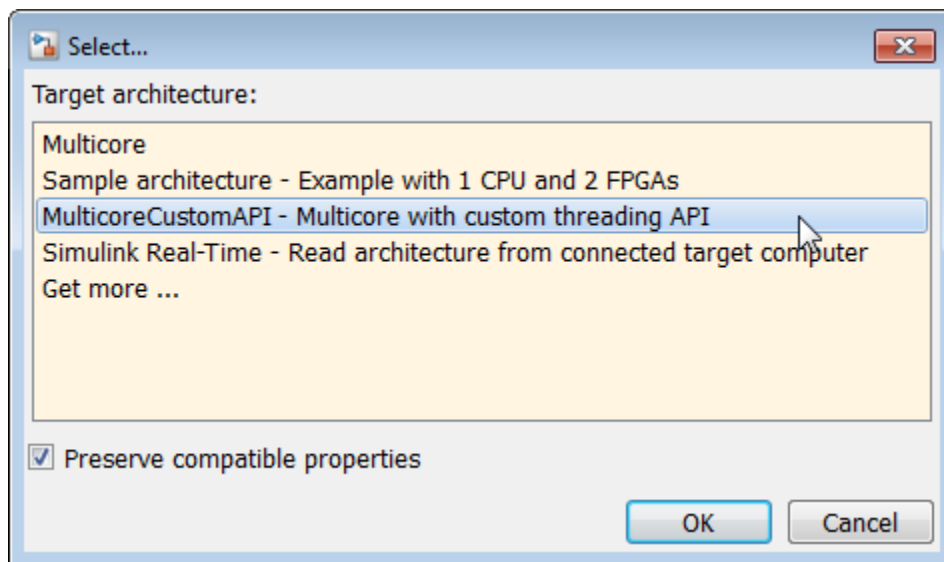 Select...
Target architecture:
Multicore
Sample architecture - Example with 1 CPU and 2 FPGAs
MulticoreCustomAPI - Multicore with custom threading API
Simulink Real-Time - Read architecture from connected target computer
Get more ...
Preserve compatible properties
OK Cancel